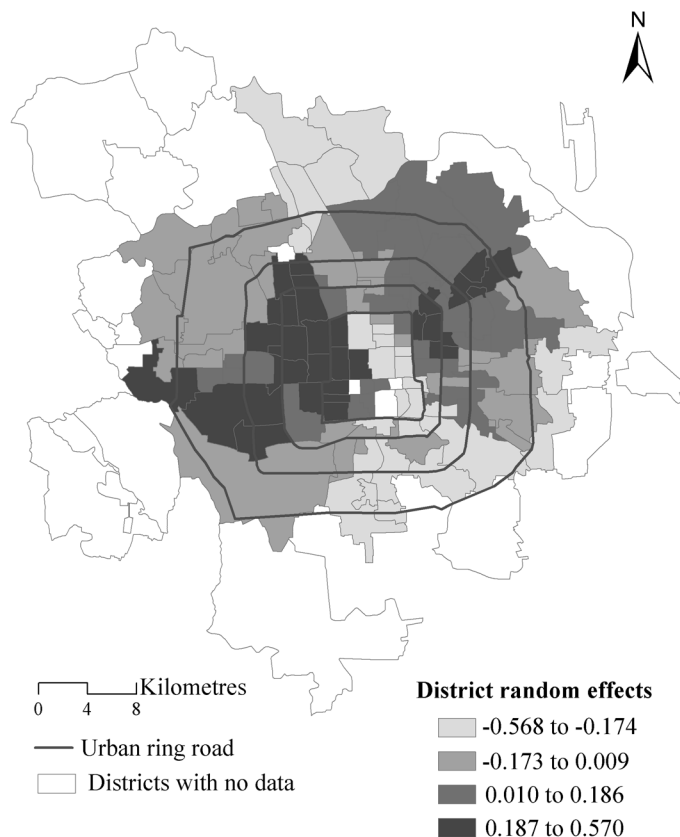 N
Kilometres
0 4 8
Urban ring road
Districts with no data
District random effects
-0.568 to -0.174
-0.173 to 0.009
0.010 to 0.186
0.187 to 0.570